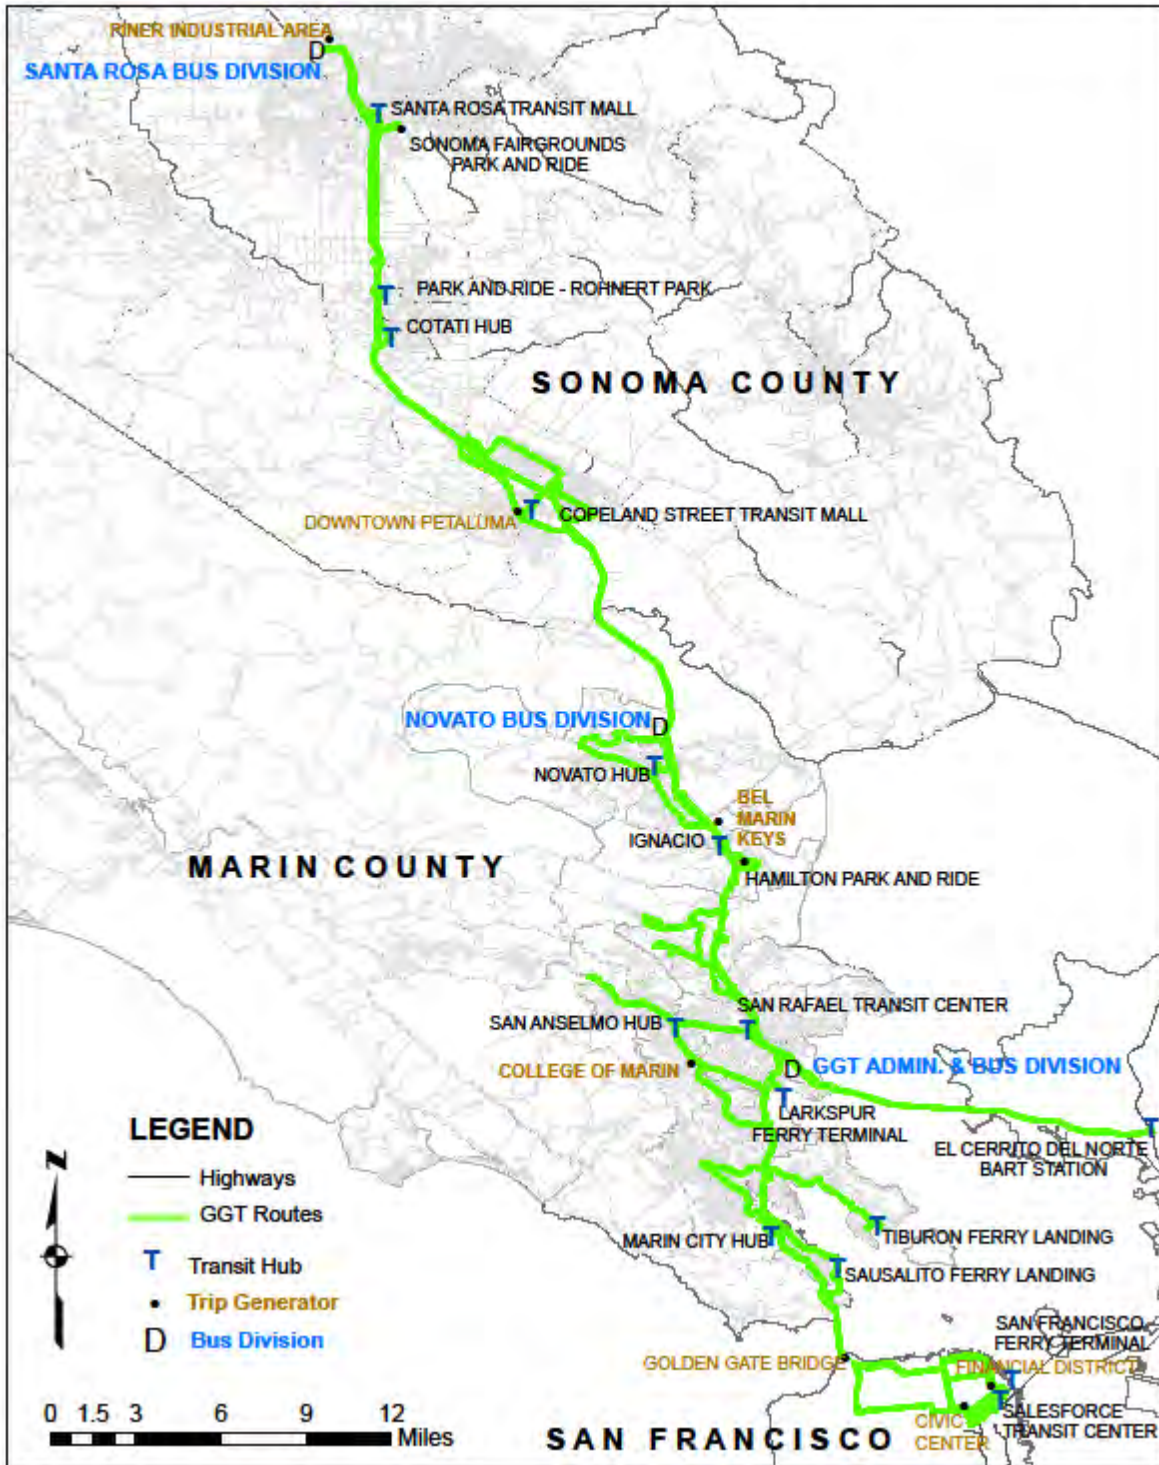 RINER INDUSTRIAL AREA
D
SANTA ROSA BUS DIVISION
T SANTA ROSA TRANSIT MALL
SONOMA FAIRGROUNDS
PARK AND RIDE
T PARK AND RIDE - ROHNERT PARK
T COTATI HUB
SONOMA COUNTY
T
DOWNTOWN PETALUMA
COPELAND STREET TRANSIT MALL
NOVATO BUS DIVISION D
T
NOVATO HUB
BEL
MARIN
KEYS
IGNACIO T
MARIN COUNTY
HAMILTON PARK AND RIDE
SAN RAFAEL TRANSIT CENTER
SAN ANSELMO HUB T
T
COLLEGE OF MARIN
D GGT ADMIN. & BUS DIVISION
T
LARKSPUR
FERRY TERMINAL
T
EL CERRITO DEL NORTE
BART STATION
T
TIBURON FERRY LANDING
MARIN CITY HUB T
T
SAUSALITO FERRY LANDING
SAN FRANCISCO
FERRY TERMINAL
GOLDEN GATE BRIDGE
FINANCIAL DISTRICT
T
T
SALESFORCE
TRANSIT CENTER
CIVIC
CENTER
SAN FRANCISCO
LEGEND
N
Highways
GGT Routes
T Transit Hub
Trip Generator
D Bus Division
0 1.5 3 6 9 12
Miles